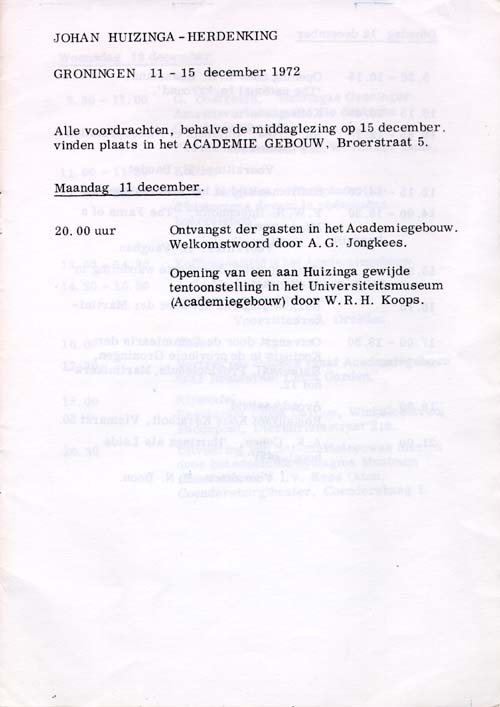 JOHAN HUIZINGA-HERDENKING
GRONINGEN 11 - 15 december 1972
Alle voordrachten, behalve de middaglezing op 15 december,
vinden plaats in het ACADEMIE GEBOUW, Broerstraat 5.
Maandag 11 december.
20.00 uur Ontvangst der gasten in het Academiegebouw.
Welkomstwoord door A.G. Jongkees.
Opening van een aan Huizinga gewijde
tentoonstelling in het Universiteitsmuseum
(Academiegebouw) door W.R.H. Koops.